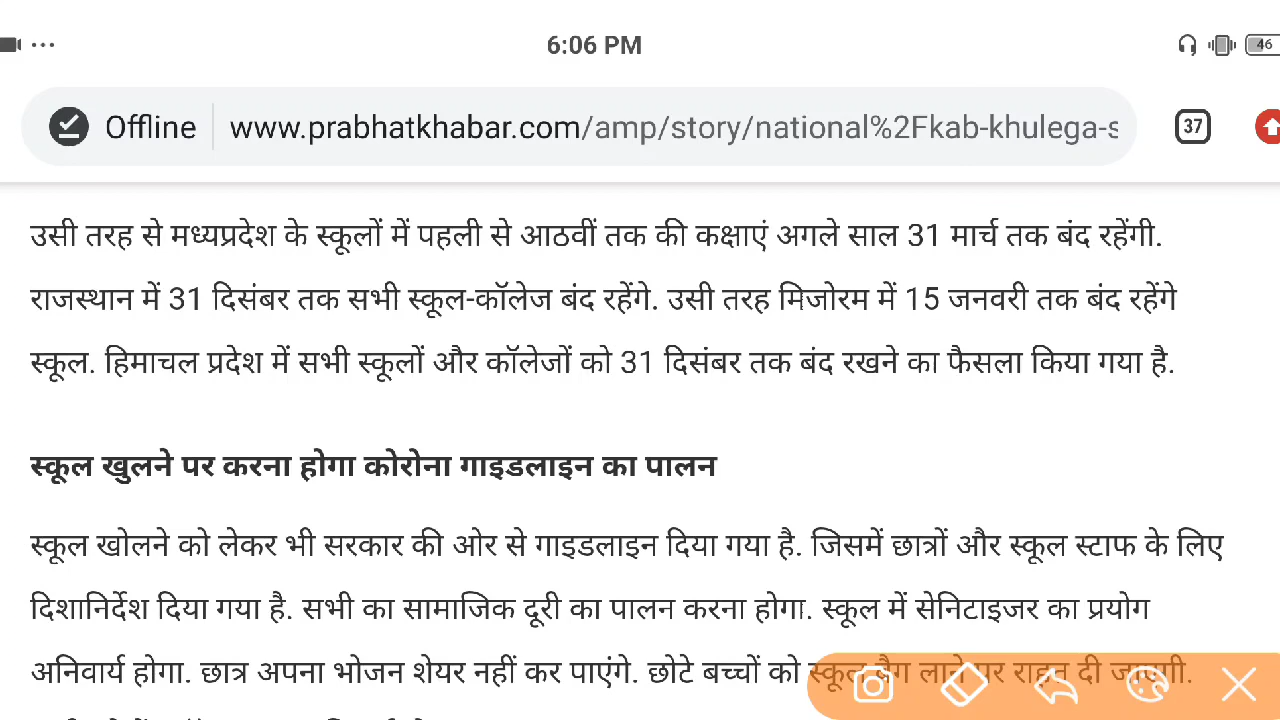 6:06 PM
46
Offline www.prabhatkhabar.com/amp/story/national%2Fkab-khulega-s
37
उसी तरह से मध्यप्रदेश के स्कूलों में पहली से आठवीं तक की कक्षाएं अगले साल 31 मार्च तक बंद रहेंगी.
राजस्थान में 31 दिसंबर तक सभी स्कूल-कॉलेज बंद रहेंगे. उसी तरह मिजोरम में 15 जनवरी तक बंद रहेंगे
स्कूल. हिमाचल प्रदेश में सभी स्कूलों और कॉलेजों को 31 दिसंबर तक बंद रखने का फैसला किया गया है.
स्कूल खुलने पर करना होगा कोरोना गाइडलाइन का पालन
स्कूल खोलने को लेकर भी सरकार की ओर से गाइडलाइन दिया गया है. जिसमें छात्रों और स्कूल स्टाफ के लिए
दिशानिर्देश दिया गया है. सभी का सामाजिक दूरी का पालन करना होगा. स्कूल में सेनिटाइजर का प्रयोग
अनिवार्य होगा. छात्र अपना भोजन शेयर नहीं कर पाएंगे. छोटे बच्चों को स्कूल बैग लाने पर राहत दी जाएगी.